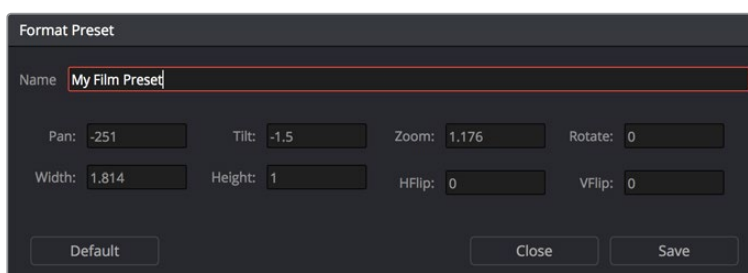 Format Preset
Name My Film Preset
Pan: -251 Tilt: -1.5 Zoom: 1.176 Rotate: 0
Width: 1.814 Height: 1 HFlip: 0 VFlip: 0
Default Close Save